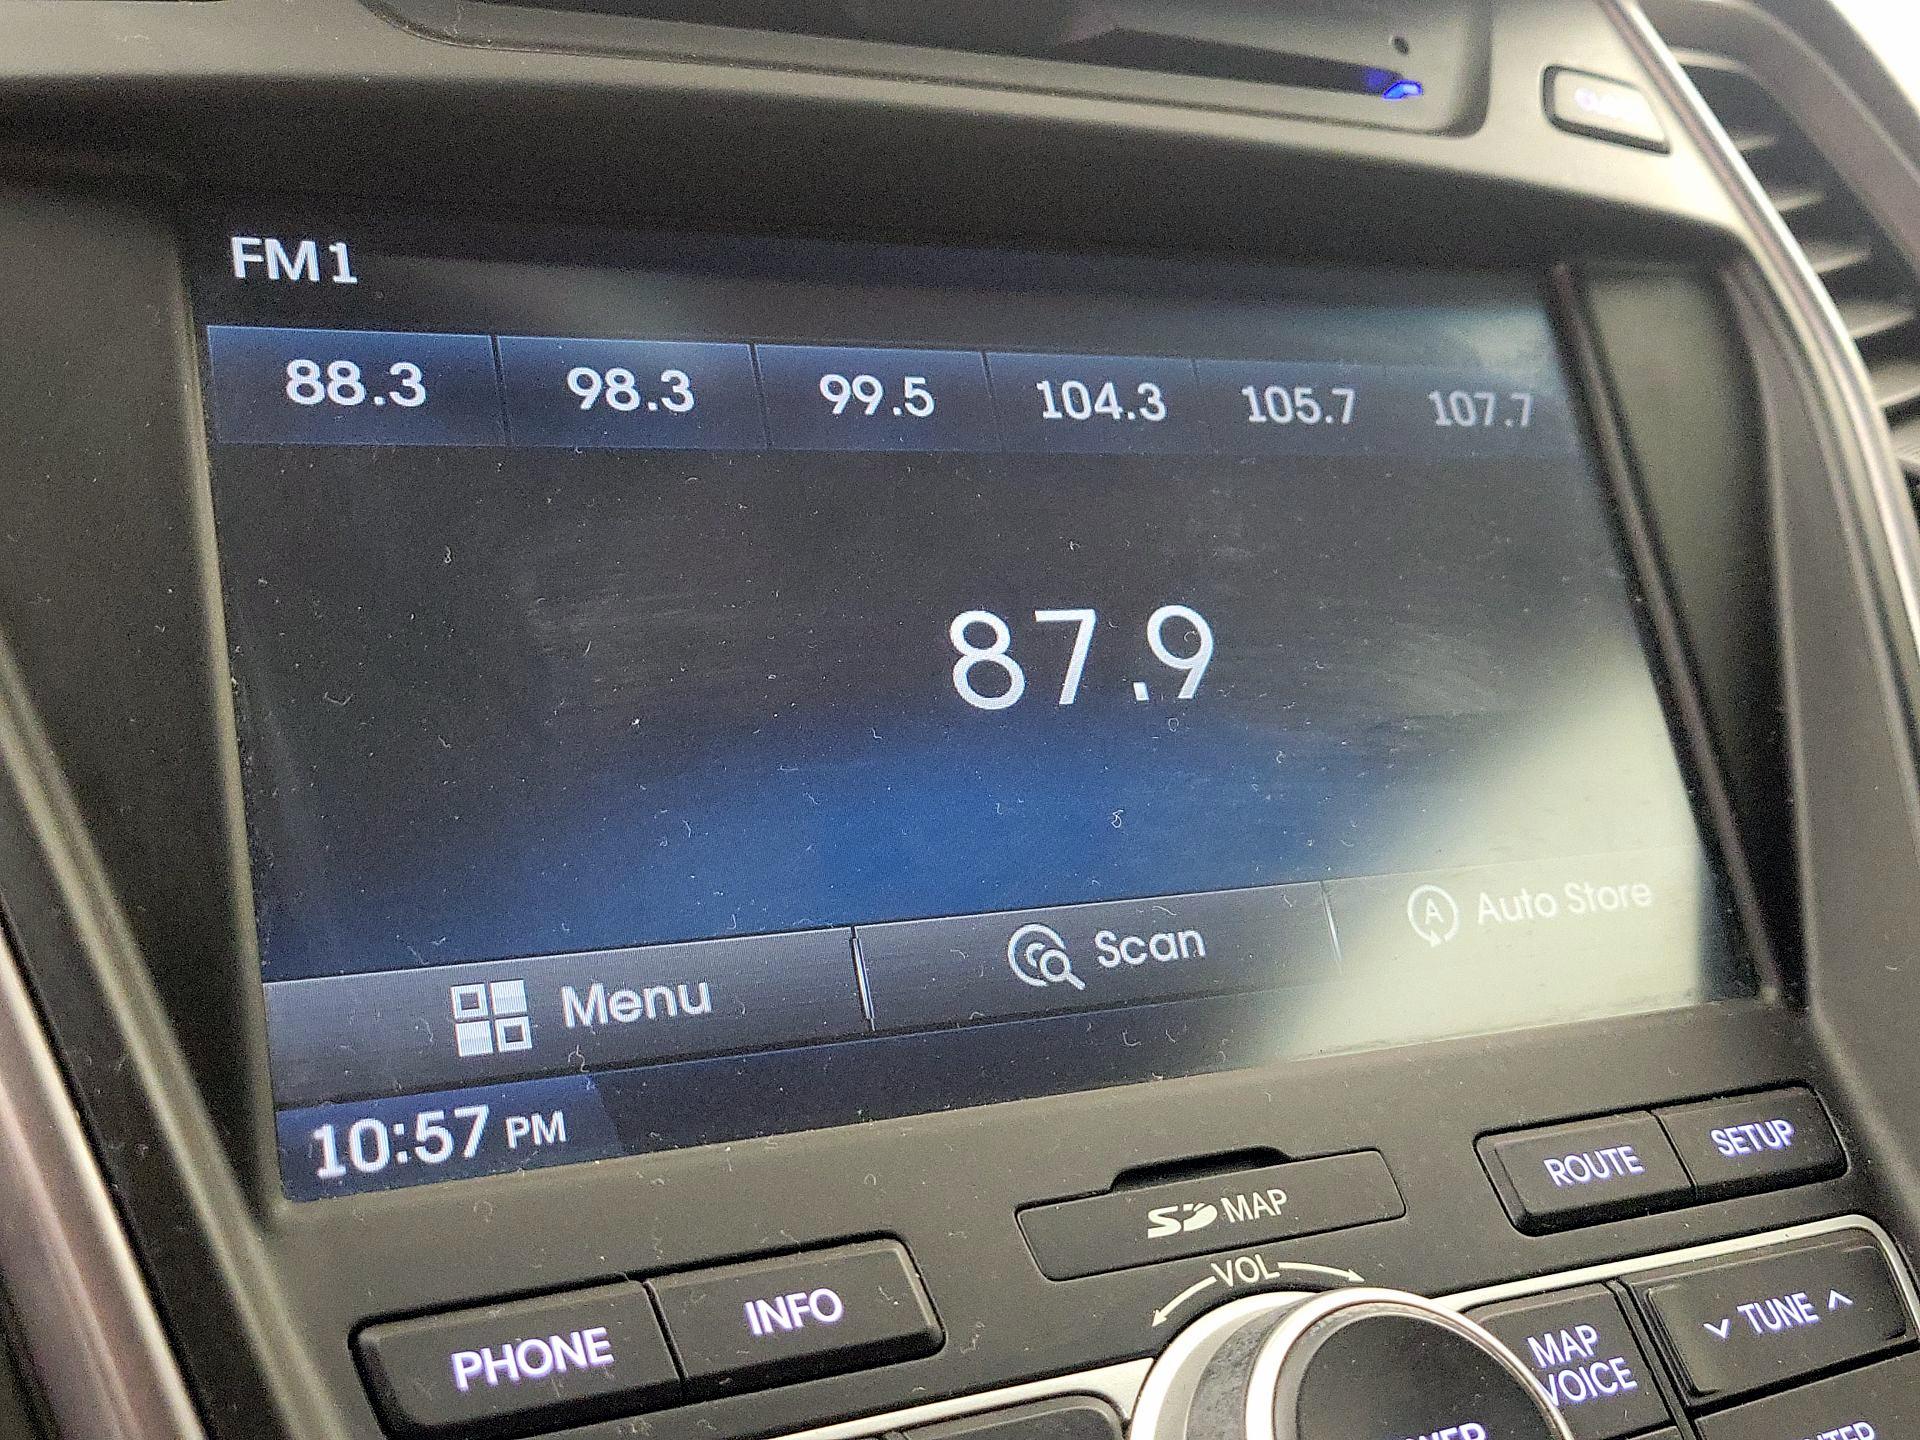 FM1
88.3 98.3 99.5 104.3 105.7 107.7
87.9
Menu Scan A Auto Store
10:57 PM
ROUTE SETUP
SD MAP
VOL
PHONE INFO
TUNE
MAP
VOICE